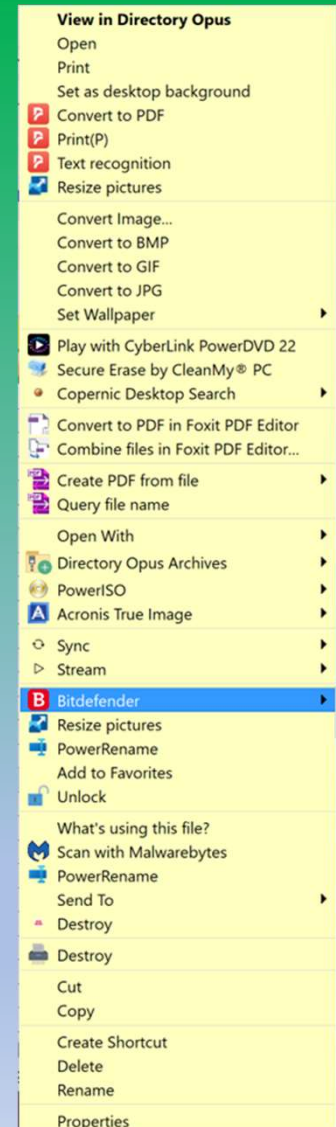 View in Directory Opus
Open
Print
Set as desktop background
Convert to PDF
Print(P)
Text recognition
Resize pictures
Convert Image...
Convert to BMP
Convert to GIF
Convert to JPG
Set Wallpaper
Play with CyberLink PowerDVD 22
Secure Erase by CleanMy® PC
Copernic Desktop Search
Convert to PDF in Foxit PDF Editor
Combine files in Foxit PDF Editor...
Create PDF from file
Query file name
Open With
Directory Opus Archives
PowerISO
Acronis True Image
Sync
Stream
Bitdefender
Resize pictures
PowerRename
Add to Favorites
Unlock
What's using this file?
Scan with Malwarebytes
PowerRename
Send To
Destroy
Destroy
Cut
Copy
Create Shortcut
Delete
Rename
Properties